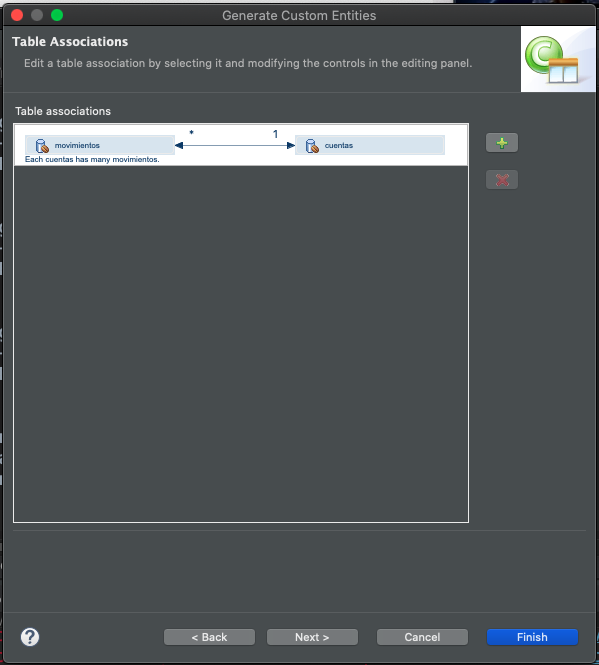 Generate Custom Entities
Table Associations
Edit a table association by selecting it and modifying the controls in the editing panel.
Table associations
movimientos
*
1
cuentas
Each cuentas has many movimientos.
?
< Back
Next >
Cancel
Finish